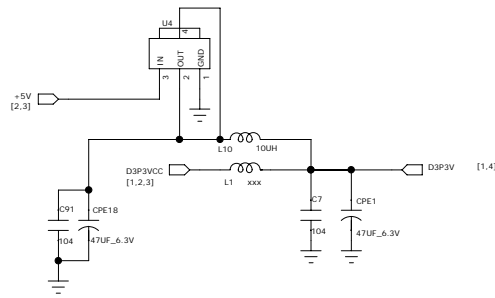 U4
4
IN
OUT
GND
3
2
1
+5V
[2,3]
L10
10UH
D3P3VCC
[1,2,3]
L1
xxx
D3P3V
[1,4]
C91
CPE18
104
47UF_6.3V
C7
CPE1
104
47UF_6.3V